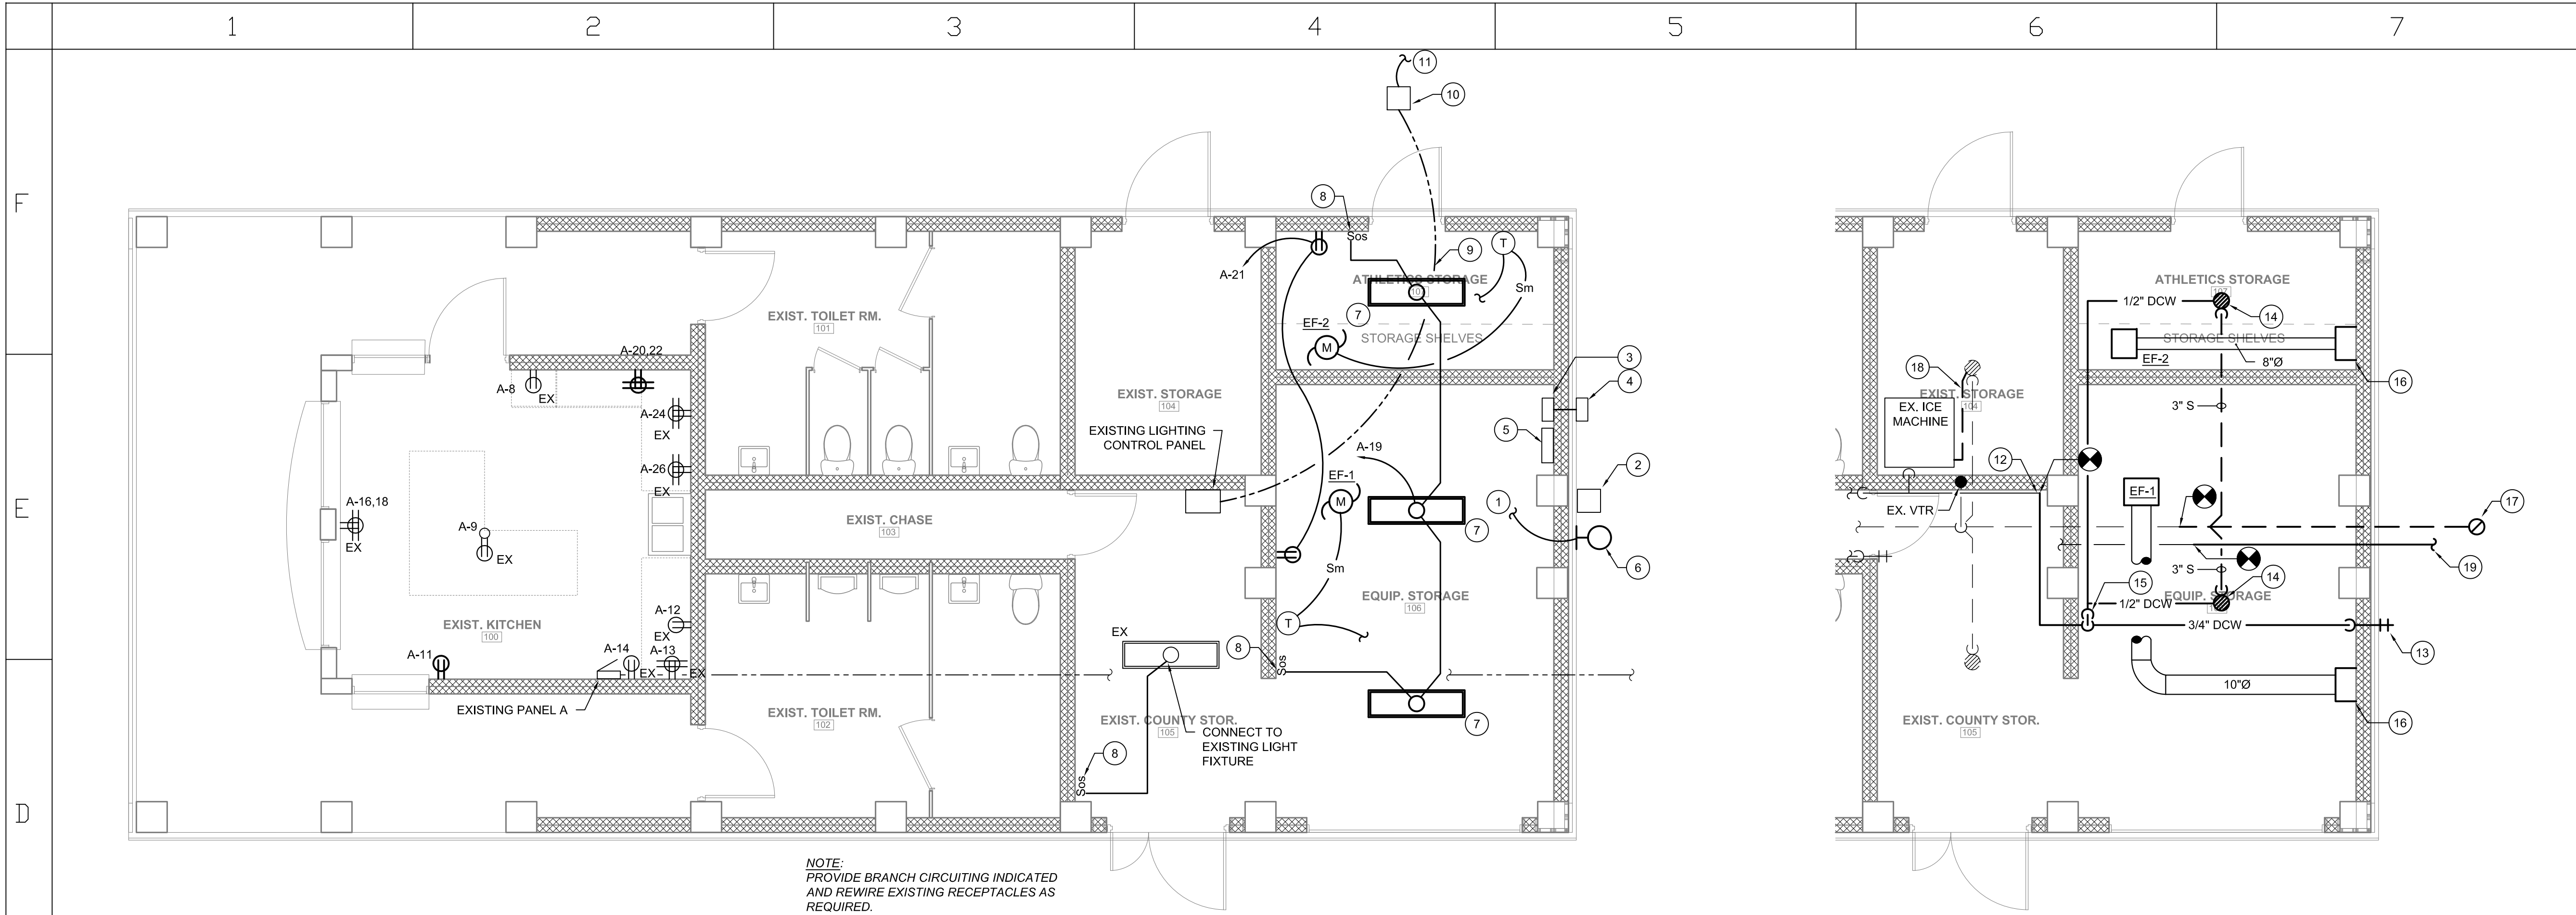 1
2
3
4
5
6
7
F
E
D
11
10
8
Sos
A-21
9
T
Sm
ATHLETICS STORAGE
7
EF-2
M
STORAGE SHELVES
EXIST. TOILET RM.
101
A-20,22
A-8
EX
A-24
EX
A-26
EX
EXIST. STORAGE
104
EXISTING LIGHTING
CONTROL PANEL
3
4
5
2
A-19
EF-1
M
1
6
7
A-16,18
EX
A-9
EX
EXIST. CHASE
103
Sm
EQUIP. STORAGE
106
T
A-12
EX
EXIST. KITCHEN
100
A-11
A-14
EX
A-13
EX
EX
8
Sos
EXISTING PANEL A
EXIST. TOILET RM.
102
EXIST. COUNTY STOR.
105
CONNECT TO
EXISTING LIGHT
FIXTURE
7
8
Sos
NOTE:
PROVIDE BRANCH CIRCUITING INDICATED
AND REWIRE EXISTING RECEPTACLES AS
REQUIRED.
ATHLETICS STORAGE
107
1/2" DCW
14
STORAGE SHELVES
EF-2
8"Ø
16
18
EXIST. STORAGE
104
EX. ICE
MACHINE
3" S
12
EF-1
EX. VTR
17
19
3" S
15
14
1/2" DCW
EQUIP. STORAGE
3/4" DCW
13
10"Ø
16
EXIST. COUNTY STOR.
105